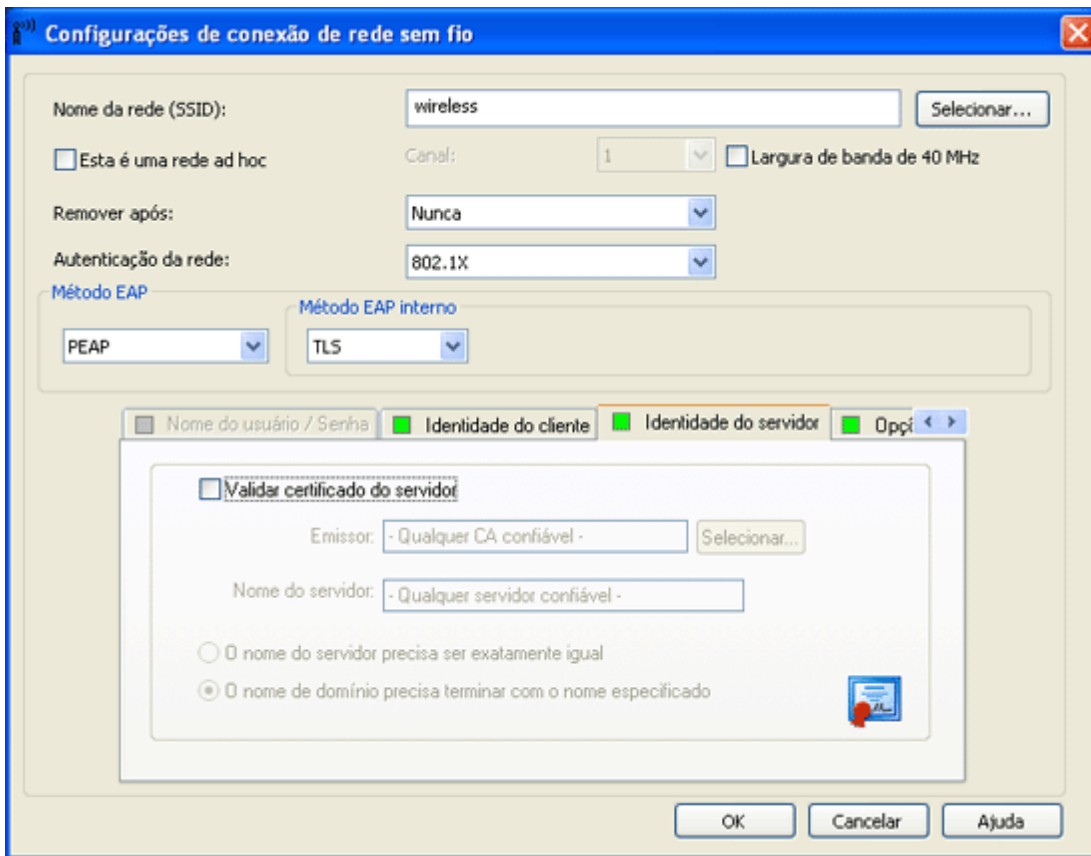 Configurações de conexão de rede sem fio
Nome da rede (SSID): wireless Selecionar...
Esta é uma rede ad hoc Canal: 1 Largura de banda de 40 MHz
Remover após: Nunca
Autenticação da rede: 802.1X
Método EAP
Método EAP interno
PEAP TLS
Nome do usuário / Senha Identidade do cliente Identidade do servidor Opçã
Validar certificado do servidor
Emissor: - Qualquer CA confiável - Selecionar...
Nome do servidor: - Qualquer servidor confiável -
O nome do servidor precisa ser exatamente igual
O nome de domínio precisa terminar com o nome especificado
OK Cancelar Ajuda